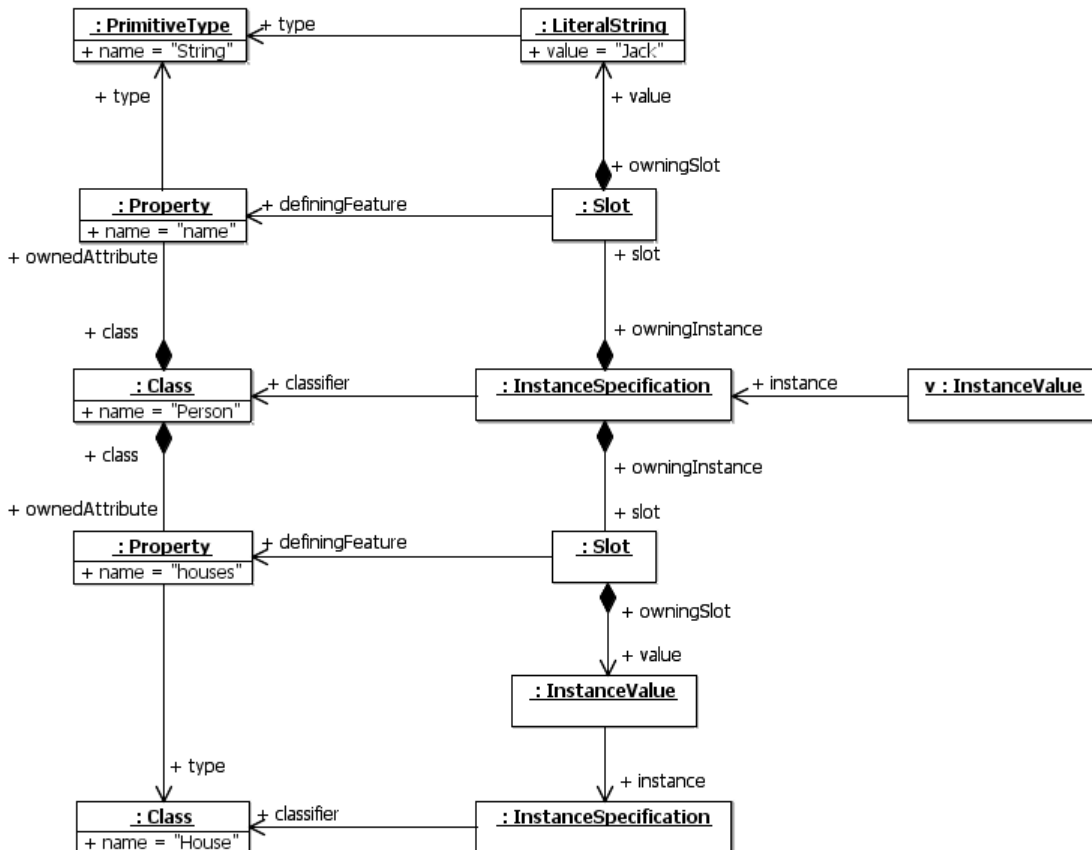 : PrimitiveType
+ name = "String"
+ type
: LiteralString
+ value = "Jack"
+ type
+ value
+ owningSlot
: Property
+ name = "name"
+ definingFeature
: Slot
+ ownedAttribute
+ slot
+ class
+ owningInstance
: Class
+ name = "Person"
+ classifier
: InstanceSpecification
+ instance
v : InstanceValue
+ class
+ owningInstance
+ ownedAttribute
+ slot
: Property
+ name = "houses"
+ definingFeature
: Slot
+ owningSlot
+ value
: InstanceValue
+ type
+ instance
: Class
+ name = "House"
+ classifier
: InstanceSpecification